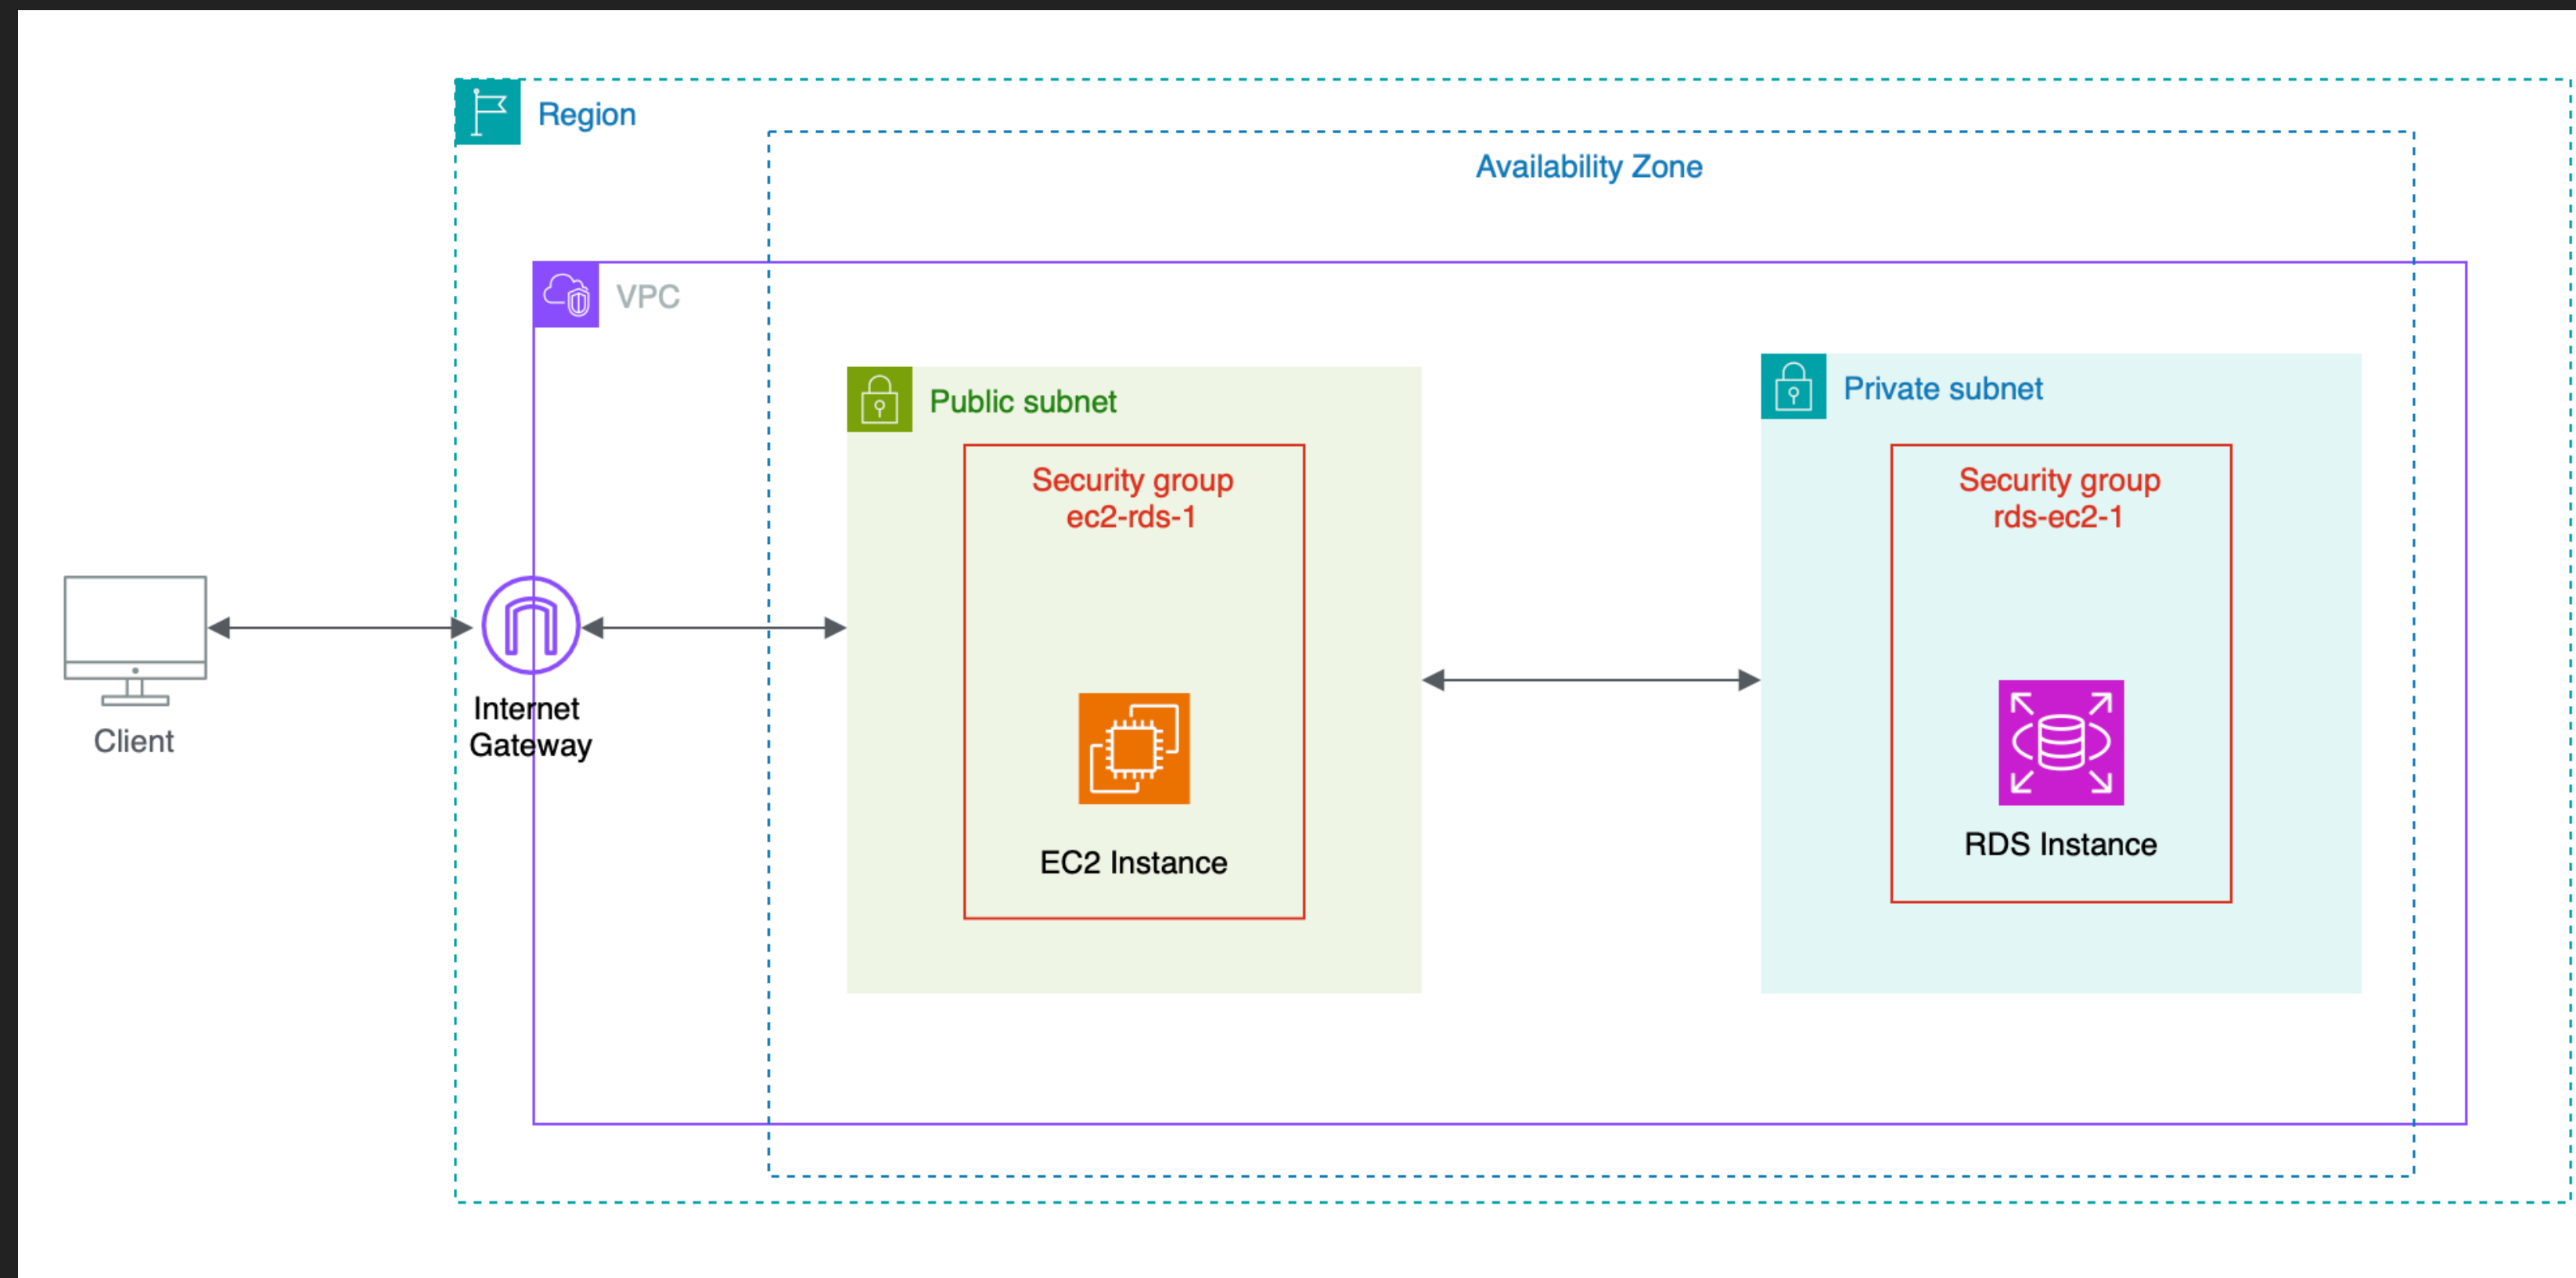 Region
Availability Zone
VPC
Public subnet
Private subnet
Security group
ec2-rds-1
Security group
rds-ec2-1
Internet
Gateway
Client
EC2 Instance
RDS Instance